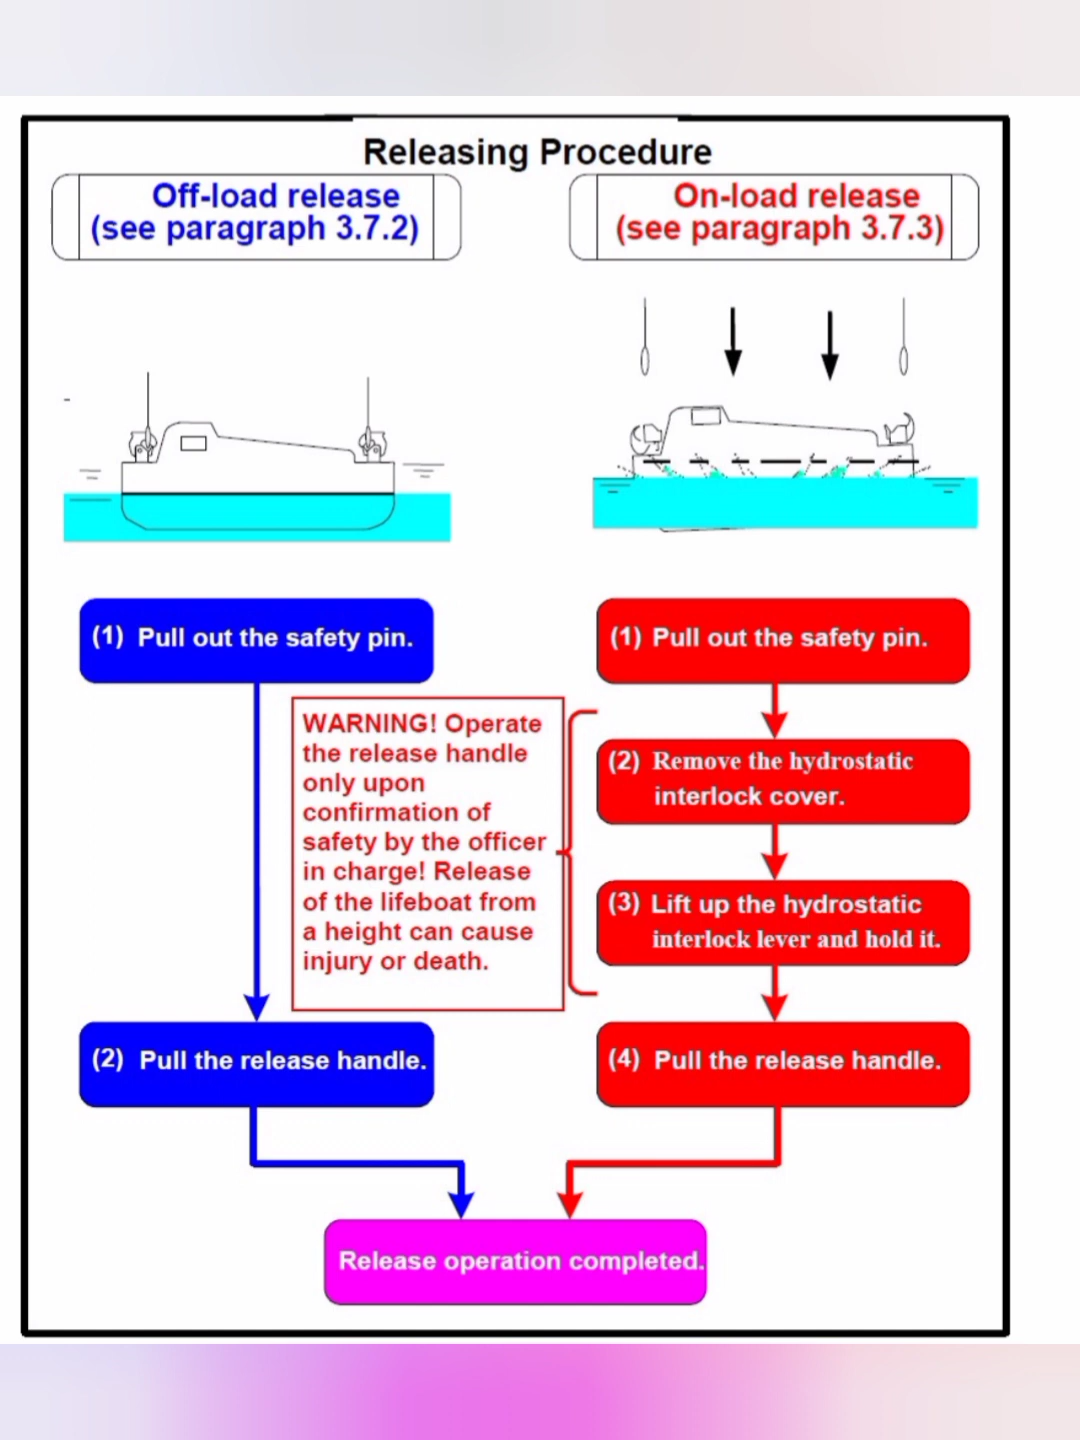 Releasing Procedure
Off-load release
(see paragraph 3.7.2)
On-load release
(see paragraph 3.7.3)
(1) Pull out the safety pin.
(2) Pull the release handle.
WARNING! Operate
the release handle
only upon
confirmation of
safety by the officer
in charge! Release
of the lifeboat from
a height can cause
injury or death.
(1) Pull out the safety pin.
(2) Remove the hydrostatic
interlock cover.
(3) Lift up the hydrostatic
interlock lever and hold it.
(4) Pull the release handle.
Release operation completed.